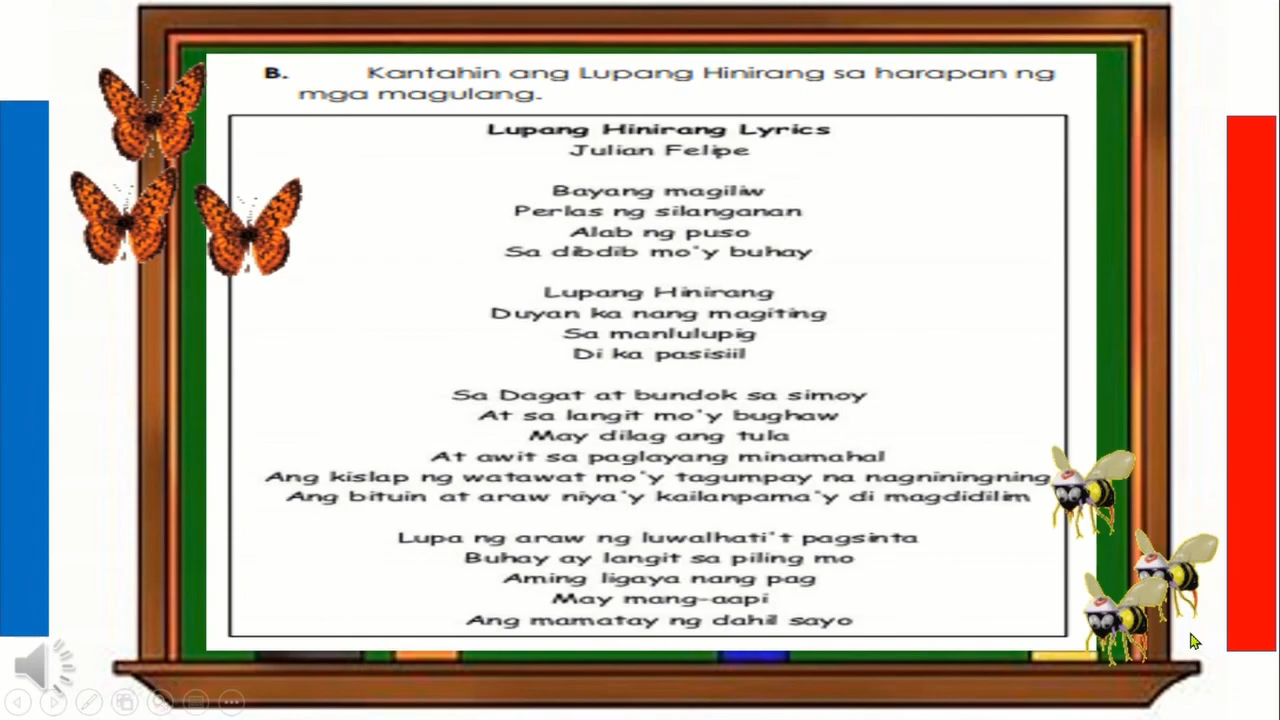 B. Kantahin ang Lupang Hinirang sa harapan ng
mga magulang.
Lupang Hinirang Lyrics
Julian Felipe
Bayang magiliw
Perlas ng silanganan
Alab ng puso
Sa dibdib mo'y buhay
Lupang Hinirang
Duyan ka nang magiting
Sa manlulupig
Di ka pasisiil
Sa Dagat at bundok sa simoy
At sa langit mo'y bughaw
May dilag ang tula
At awit sa paglayang minamahal
Ang kislap ng watawat mo'y tagumpay na nagniningning
Ang bituin at araw niya'y kailanpama'y di magdidilim
Lupa ng araw ng luwalhati't pagsinta
Buhay ay langit sa piling mo
Aming ligaya nang pag
May mang-aapi
Ang mamatay ng dahil sayo